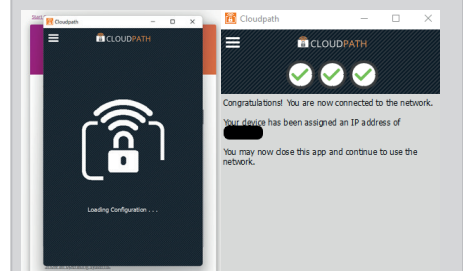 Cloudpath
CLOUDPATH
Loading Configuration . . .
Cloudpath
CLOUDPATH
Congratulations! You are now connected to the network.
Your device has been assigned an IP address of
You may now close this app and continue to use the
network.